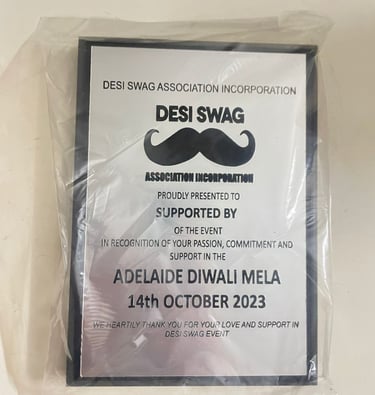 DESI SWAG ASSOCIATION INCORPORATION
DESI SWAG
ASSOCIATION INCORPORATION
PROUDLY PRESENTED TO
SUPPORTED BY
OF THE EVENT
IN RECOGNITION OF YOUR PASSION, COMMITMENT AND
SUPPORT IN THE
ADELAIDE DIWALI MELA
14th OCTOBER 2023
WE HEARTILY THANK YOU FOR YOUR LOVE AND SUPPORT IN
DESI SWAG EVENT